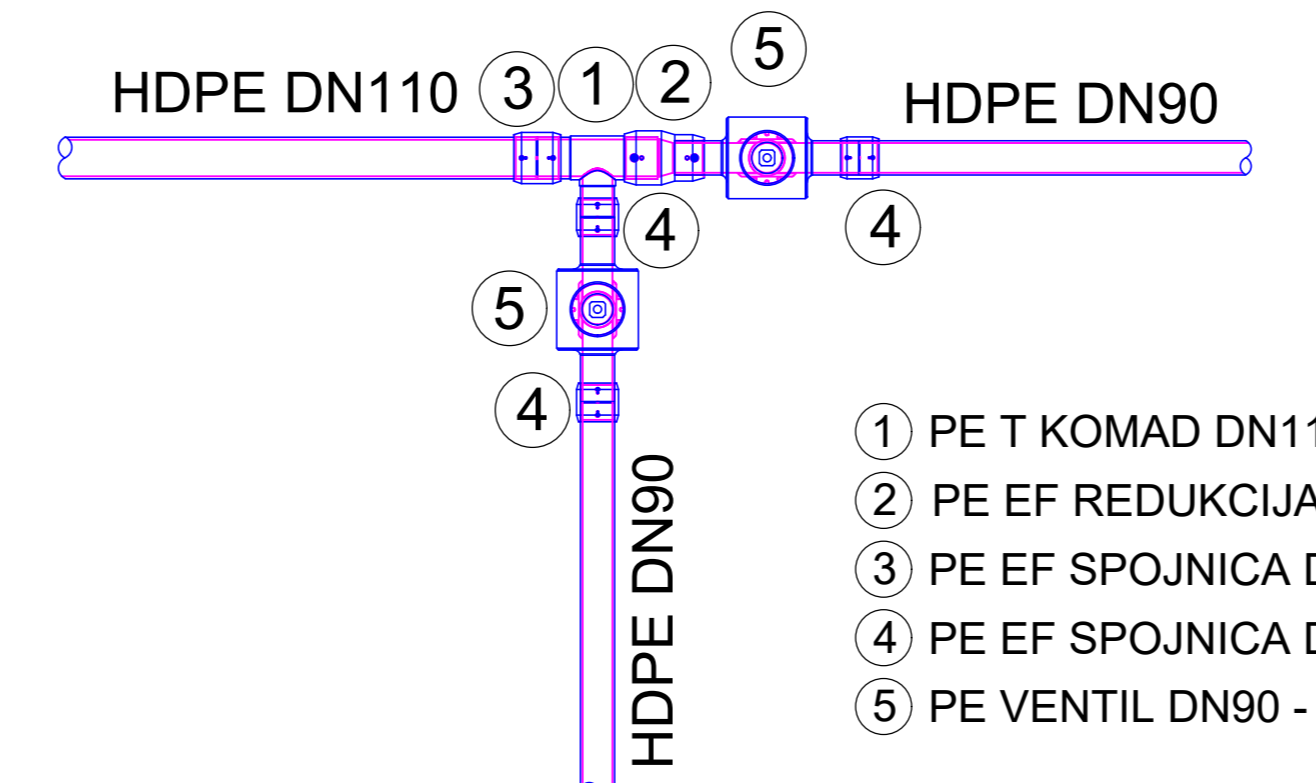 5
HDPE DN110 3 1 2 HDPE DN90
4 4
5
4
HDPE DN90
1 PE T KOMAD DN11
2 PE EF REDUKCIJA
3 PE EF SPOJNICA D
4 PE EF SPOJNICA D
5 PE VENTIL DN90 -